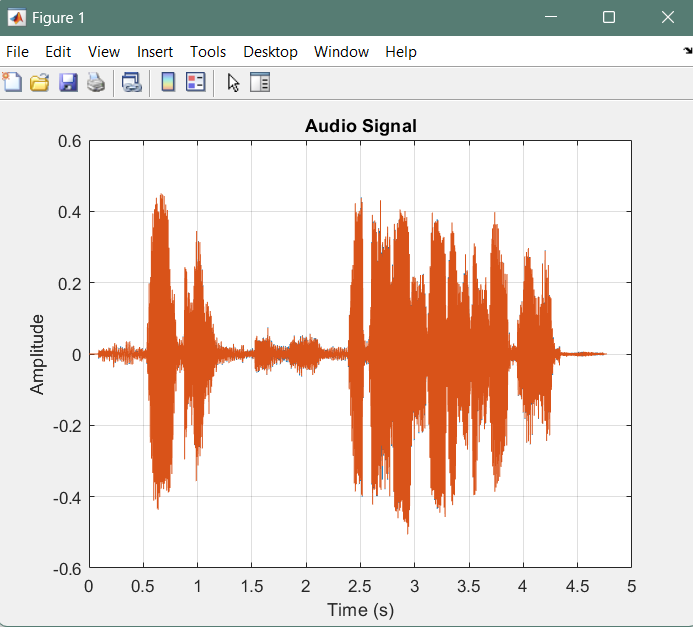 Figure 1
File Edit View Insert Tools Desktop Window Help
Audio Signal
0.6
0.4
0.2
0
-0.2
-0.4
-0.6
Amplitude
0 0.5 1 1.5 2 2.5 3 3.5 4 4.5 5
Time (s)